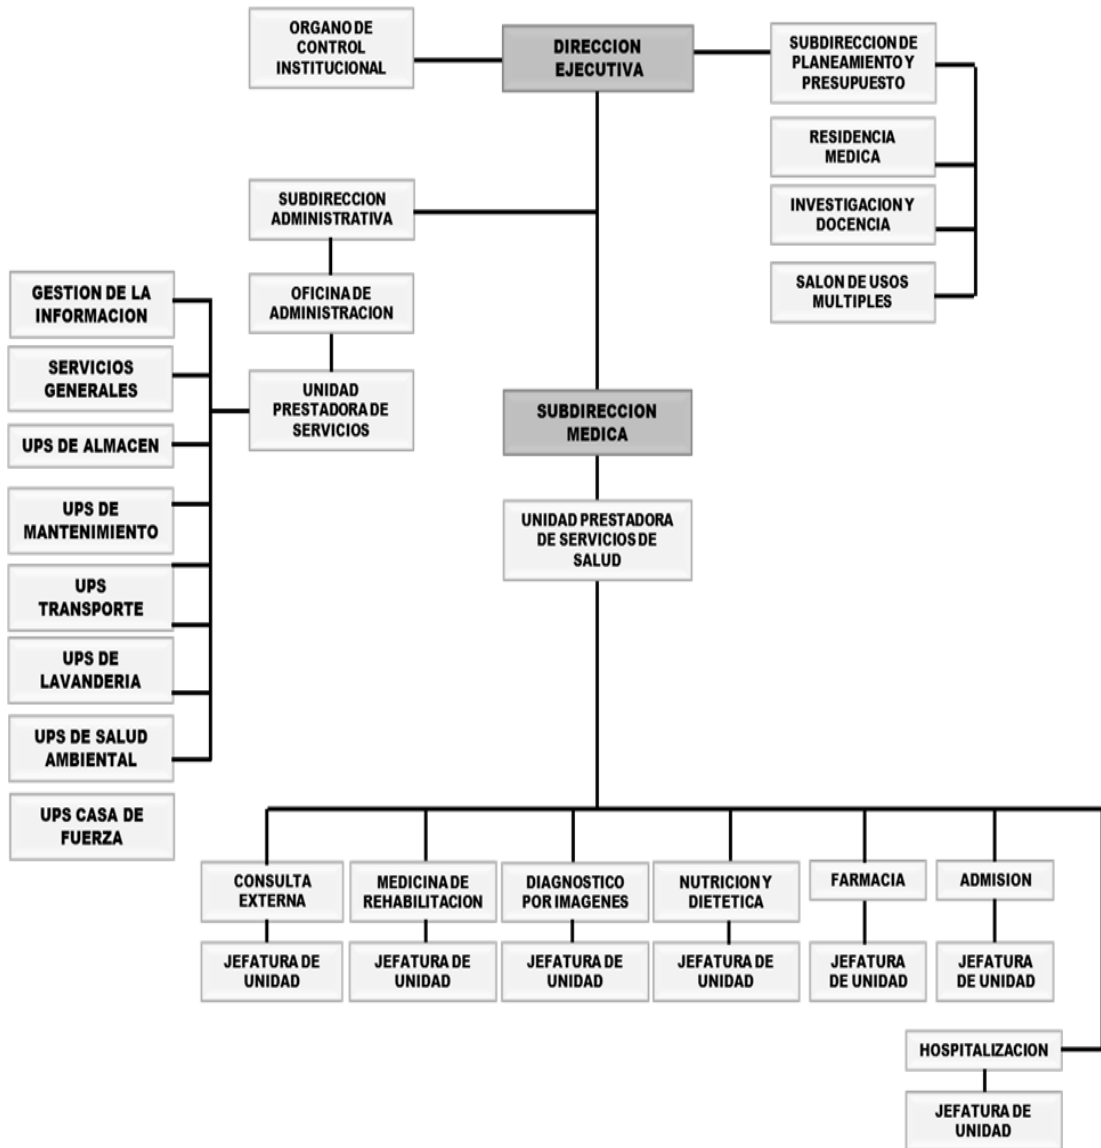 ORGANO DE
CONTROL
INSTITUCIONAL
DIRECCION
EJECUTIVA
SUBDIRECCION DE
PLANEAMIENTO Y
PRESUPUESTO
RESIDENCIA
MEDICA
INVESTIGACION Y
DOCENCIA
SALON DE USOS
MULTIPLES
SUBDIRECCION
ADMINISTRATIVA
OFICINA DE
ADMINISTRACION
UNIDAD
PRESTADORA DE
SERVICIOS
GESTION DE LA
INFORMACION
SERVICIOS
GENERALES
UPS DE ALMACEN
UPS DE
MANTENIMIENTO
UPS
TRANSPORTE
UPS DE
LAVANDERIA
UPS DE SALUD
AMBIENTAL
UPS CASA DE
FUERZA
SUBDIRECCION
MEDICA
UNIDAD PRESTADORA
DE SERVICIOS DE
SALUD
CONSULTA
EXTERNA
MEDICINA DE
REHABILITACION
DIAGNOSTICO
POR IMAGENES
NUTRICION Y
DIETETICA
FARMACIA
ADMISION
JEFATURA DE
UNIDAD
JEFATURA DE
UNIDAD
JEFATURA DE
UNIDAD
JEFATURA DE
UNIDAD
JEFATURA
DE UNIDAD
JEFATURA
DE UNIDAD
HOSPITALIZACION
JEFATURA DE
UNIDAD